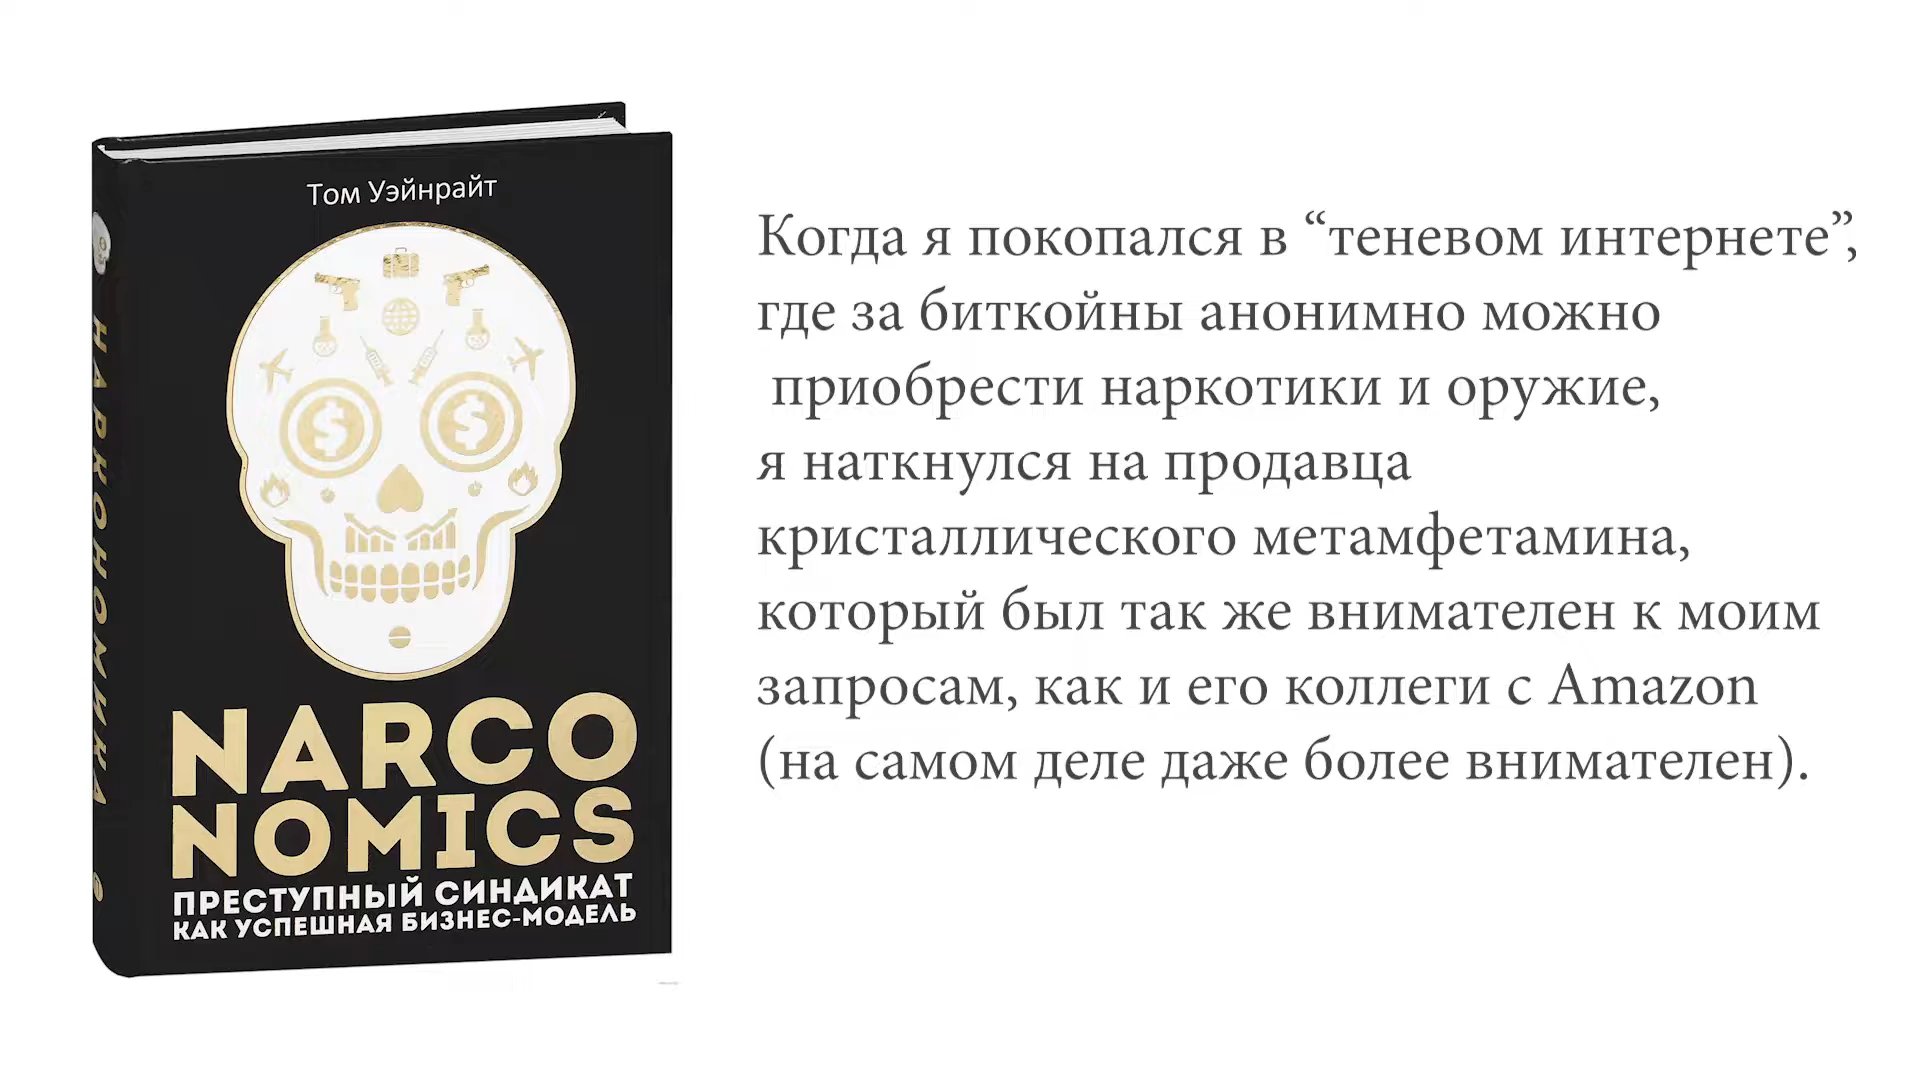 Том Уэйнрайт
NARCO
NOMICS
ПРЕСТУПНЫЙ СИНДИКАТ
КАК УСПЕШНАЯ БИЗНЕС-МОДЕЛЬ
НАРКОНОМИКА
Когда я покопался в “теневом интернете”,
где за биткойны анонимно можно
приобрести наркотики и оружие,
я наткнулся на продавца
кристаллического метамфетамина,
который был так же внимателен к моим
запросам, как и его коллеги с Amazon
(на самом деле даже более внимателен).